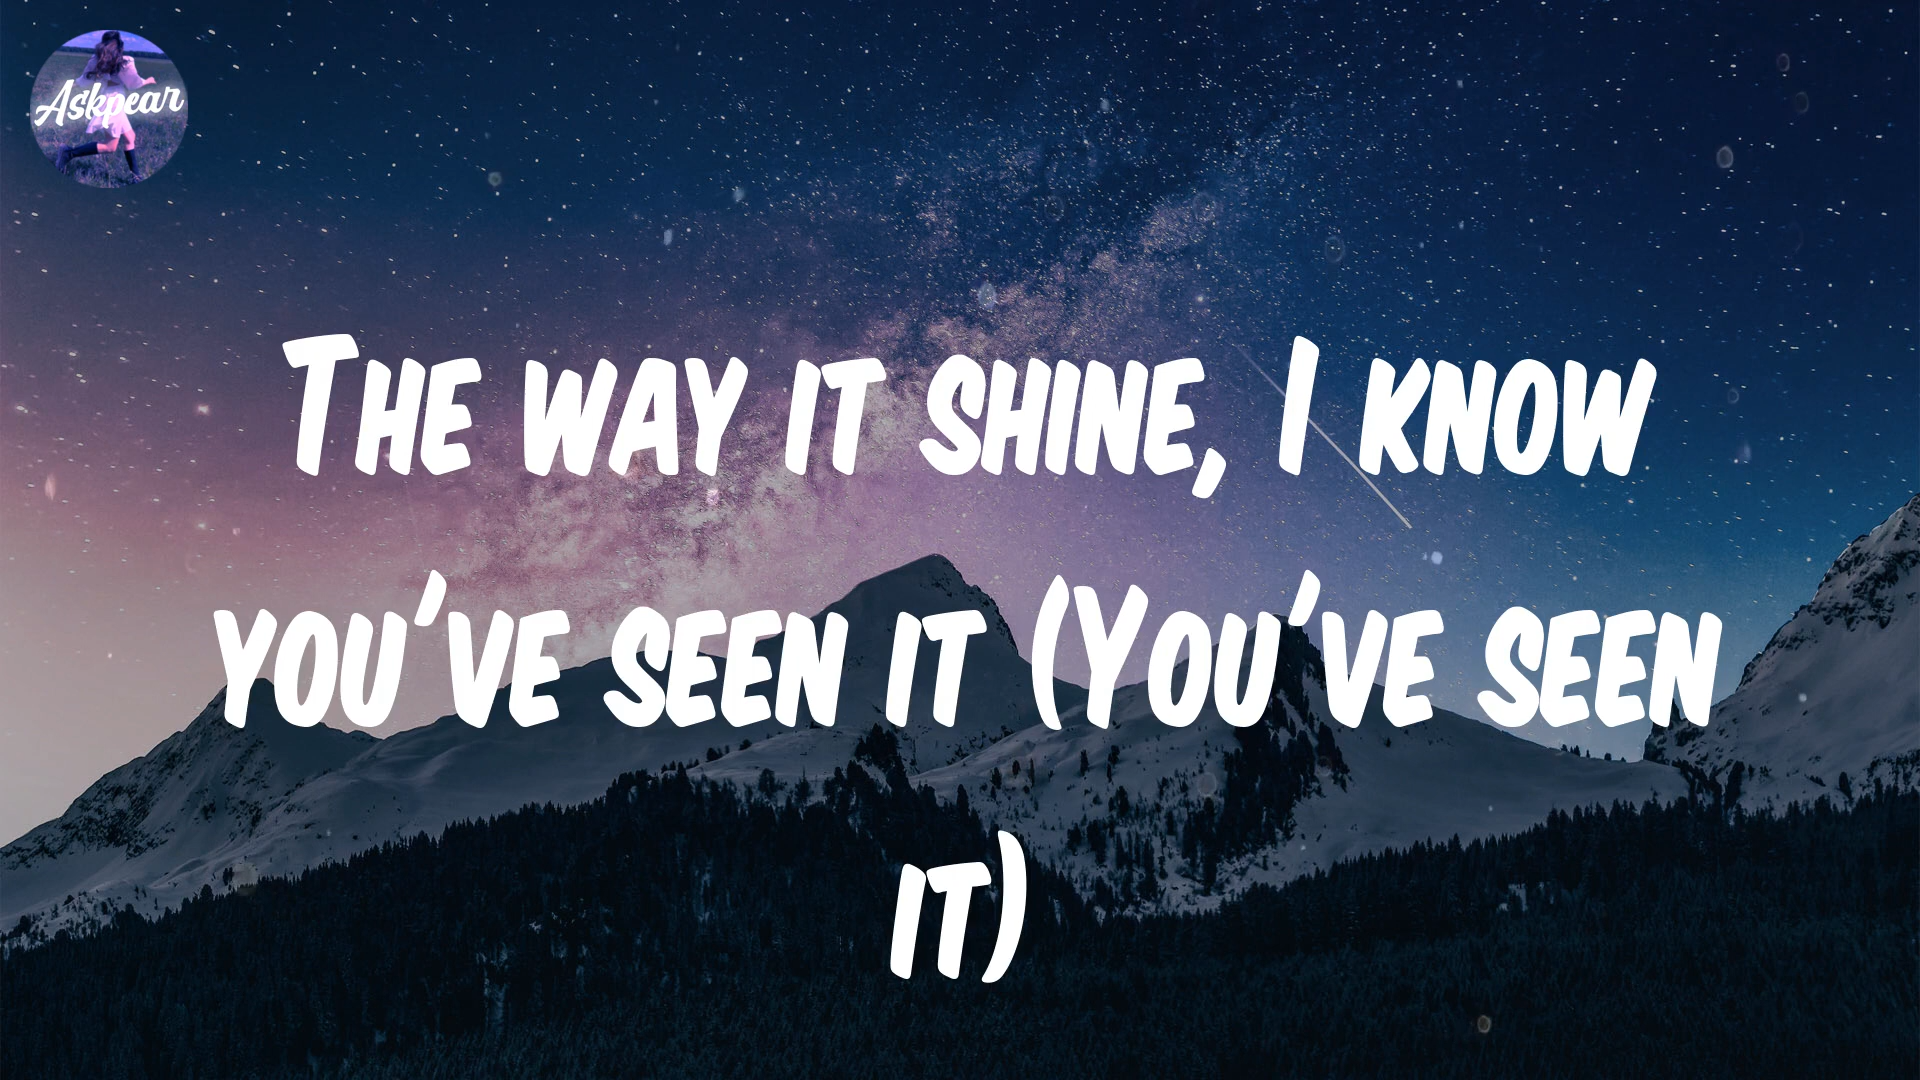 Askpear
The way it shine, I know
you've seen it (You've seen
it)